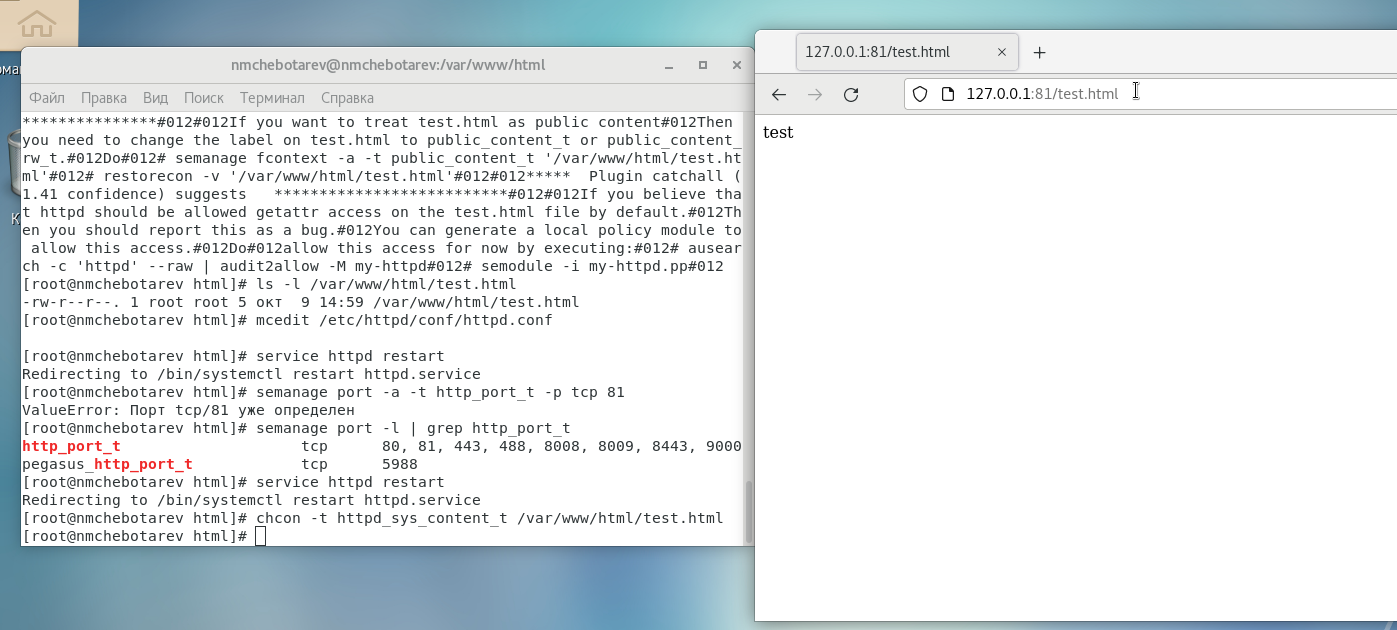 nmchebotarev@nmchebotarev:/var/www/html
Файл Правка Вид Поиск Терминал Справка
***************#012#012If you want to treat test.html as public content#012Then
you need to change the label on test.html to public_content_t or public_content_
rw_t.#012Do#012# semanage fcontext -a -t public_content_t '/var/www/html/test.ht
ml'#012# restorecon -v '/var/www/html/test.html'#012#012***** Plugin catchall (
1.41 confidence) suggests **************************#012#012If you believe tha
t httpd should be allowed getattr access on the test.html file by default.#012Th
en you should report this as a bug.#012You can generate a local policy module to
allow this access.#012Do#012allow this access for now by executing:#012# ausear
ch -c 'httpd' --raw | audit2allow -M my-httpd#012# semodule -i my-httpd.pp#012
[root@nmchebotarev html]# ls -l /var/www/html/test.html
-rw-r--r--. 1 root root 5 окт 9 14:59 /var/www/html/test.html
[root@nmchebotarev html]# mcedit /etc/httpd/conf/httpd.conf
[root@nmchebotarev html]# service httpd restart
Redirecting to /bin/systemctl restart httpd.service
[root@nmchebotarev html]# semanage port -a -t http_port_t -p tcp 81
ValueError: Порт tcp/81 уже определен
[root@nmchebotarev html]# semanage port -l | grep http_port_t
http_port_t tcp 80, 81, 443, 488, 8008, 8009, 8443, 9000
pegasus_http_port_t tcp 5988
[root@nmchebotarev html]# service httpd restart
Redirecting to /bin/systemctl restart httpd.service
[root@nmchebotarev html]# chcon -t httpd_sys_content_t /var/www/html/test.html
[root@nmchebotarev html]#
127.0.0.1:81/test.html
127.0.0.1:81/test.html
test